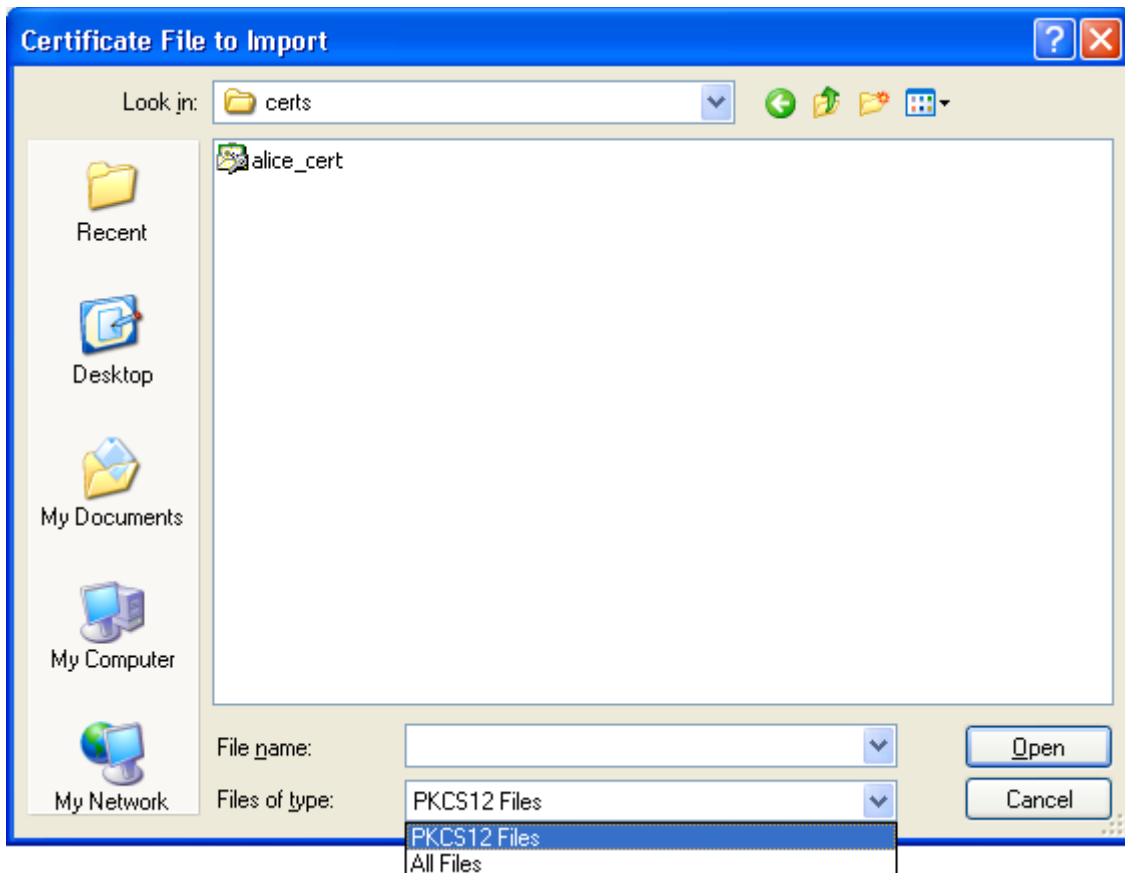 Certificate File to Import
Look in:
certs
alice_cert
Recent
Desktop
My Documents
My Computer
My Network
File name:
Open
Files of type:
PKCS12 Files
Cancel
PKCS12 Files
All Files